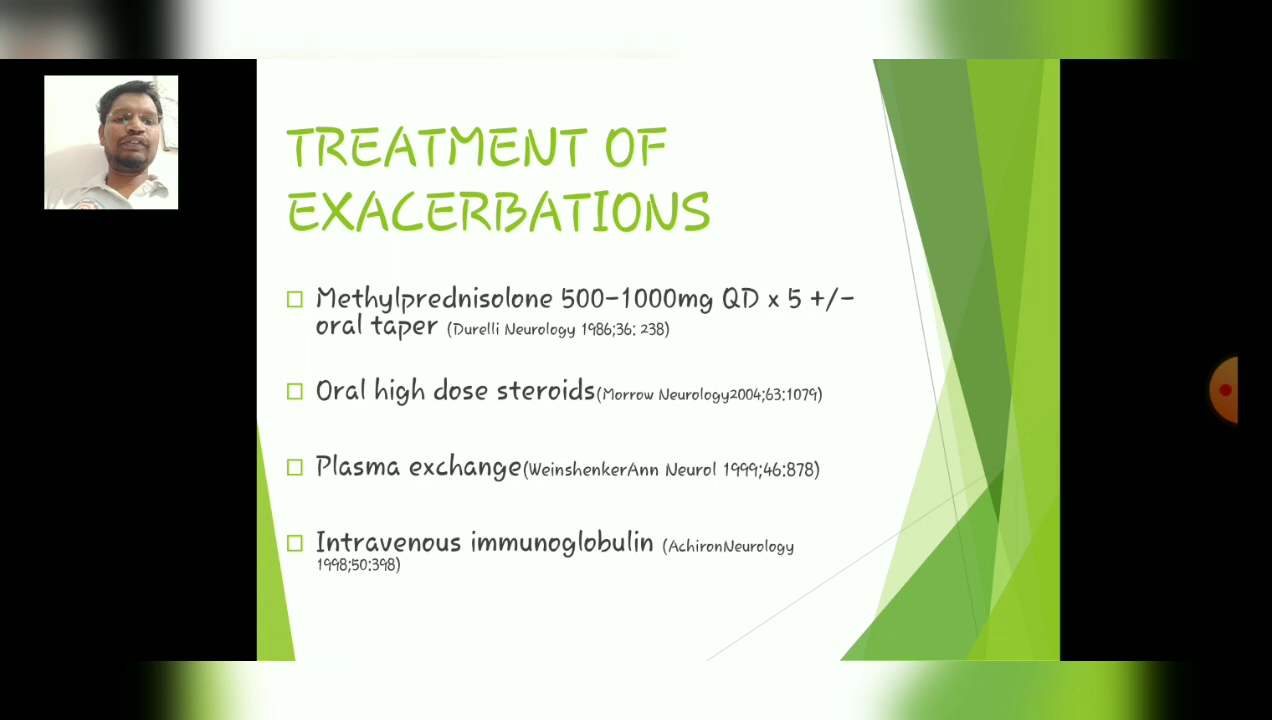 TREATMENT OF
EXACERBATIONS
Methylprednisolone 500-1000mg QD x 5 +/-
oral taper (Durelli Neurology 1986;36: 238)
Oral high dose steroids(Morrow Neurology2004;63:1079)
Plasma exchange(WeinshenkerAnn Neurol 1999;46:878)
Intravenous immunoglobulin (AchironNeurology
1998;50:398)